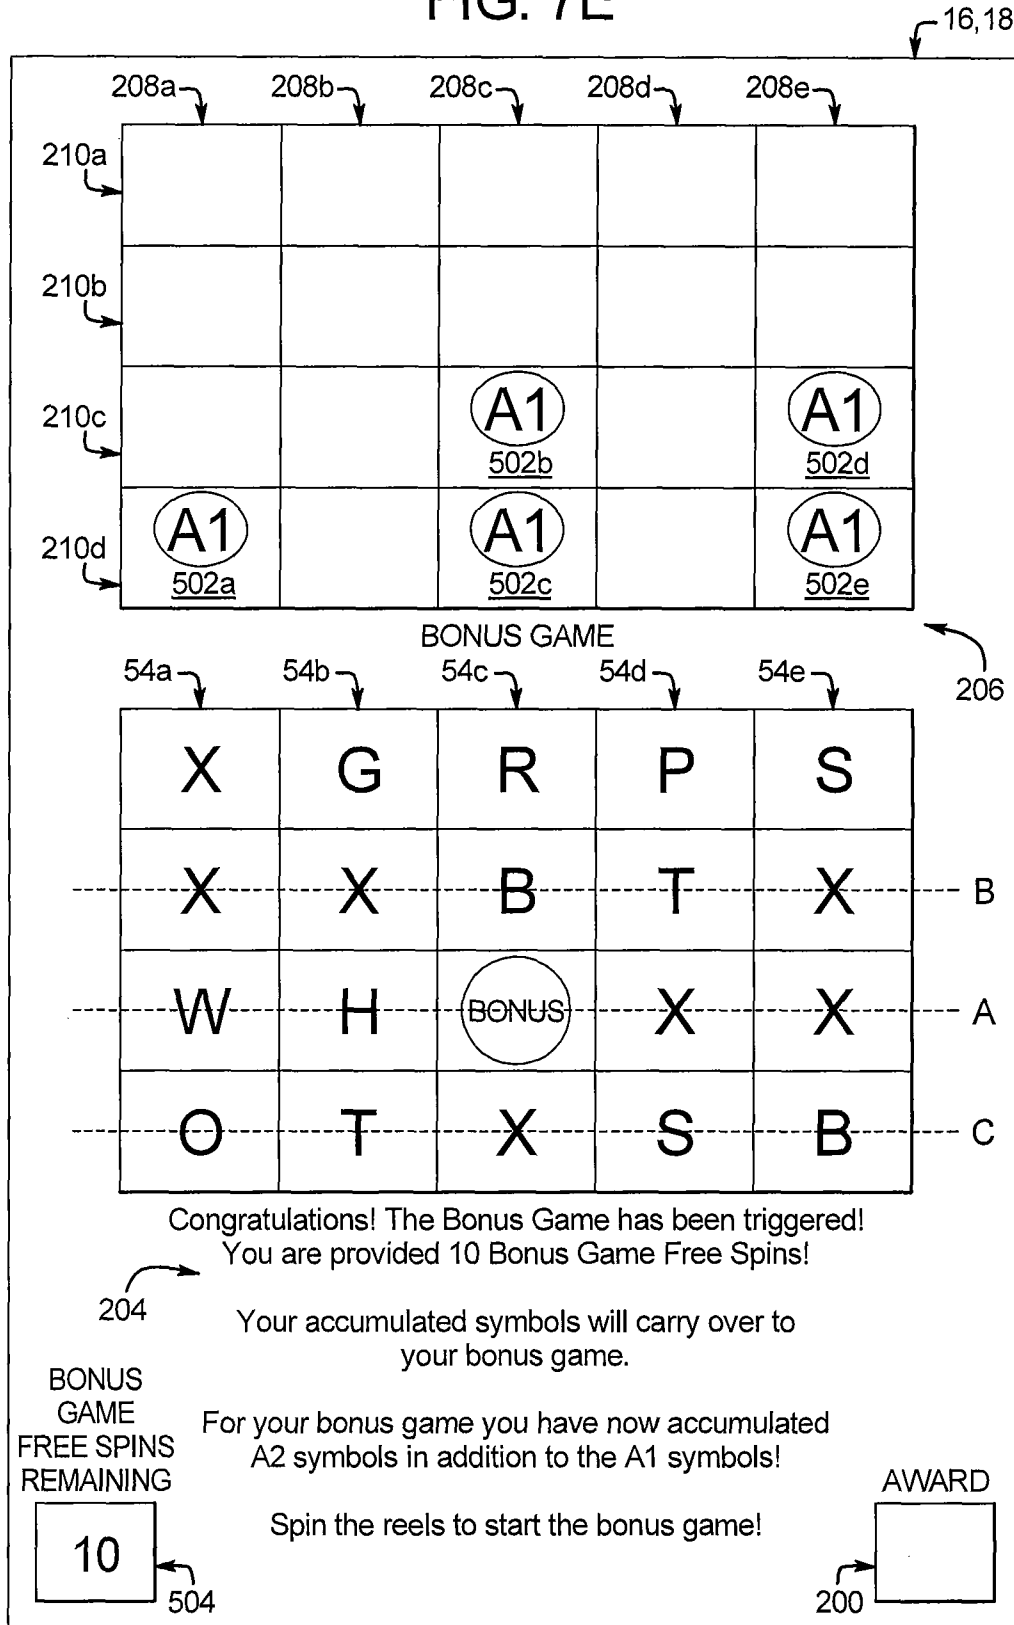 FIG. 7E
16,18
208a 208b 208c 208d 208e
210a
210b
210c A1 A1
502b 502d
210d A1 A1 A1
502a 502c 502e
BONUS GAME
206
54a 54b 54c 54d 54e
X G R P S
X X B T X B
W H BONUS X X A
O T X S B C
Congratulations! The Bonus Game has been triggered!
You are provided 10 Bonus Game Free Spins!
204
Your accumulated symbols will carry over to
your bonus game.
For your bonus game you have now accumulated
A2 symbols in addition to the A1 symbols!
Spin the reels to start the bonus game!
BONUS
GAME
FREE SPINS
REMAINING
10
504
AWARD
200